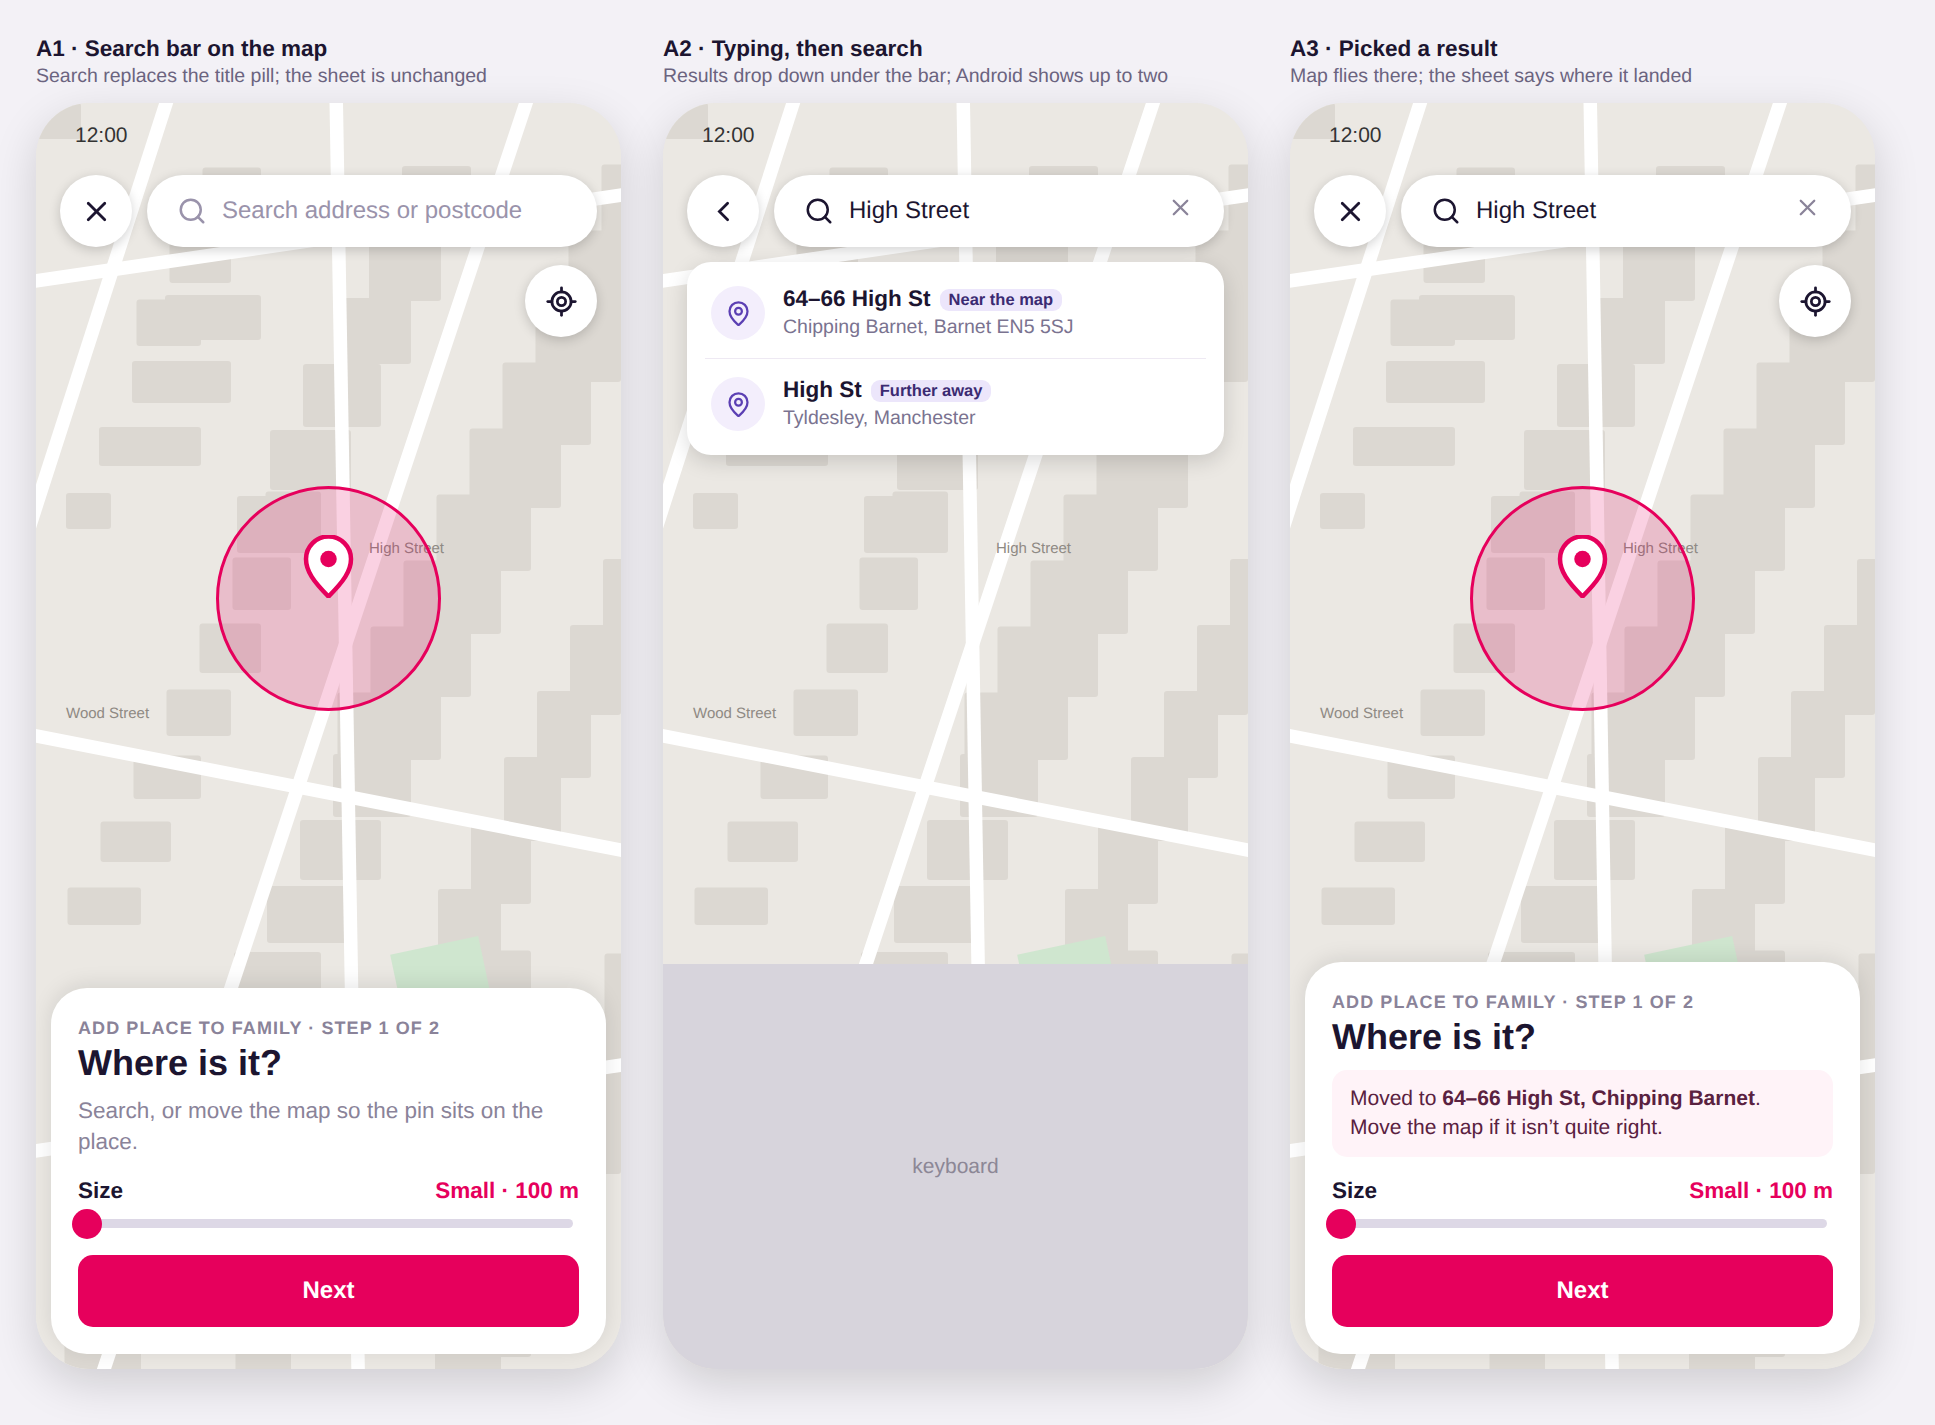 A1 · Search bar on the map
Search replaces the title pill; the sheet is unchanged
12:00
Search address or postcode
High Street
Wood Street
ADD PLACE TO FAMILY · STEP 1 OF 2
Where is it?
Search, or move the map so the pin sits on the
place.
Size
Small · 100 m
Next
A2 · Typing, then search
Results drop down under the bar; Android shows up to two
12:00
High Street
64–66 High St
Near the map
Chipping Barnet, Barnet EN5 5SJ
High St
Further away
Tyldesley, Manchester
High Street
Wood Street
keyboard
A3 · Picked a result
Map flies there; the sheet says where it landed
12:00
High Street
High Street
Wood Street
ADD PLACE TO FAMILY · STEP 1 OF 2
Where is it?
Moved to 64–66 High St, Chipping Barnet.
Move the map if it isn’t quite right.
Size
Small · 100 m
Next